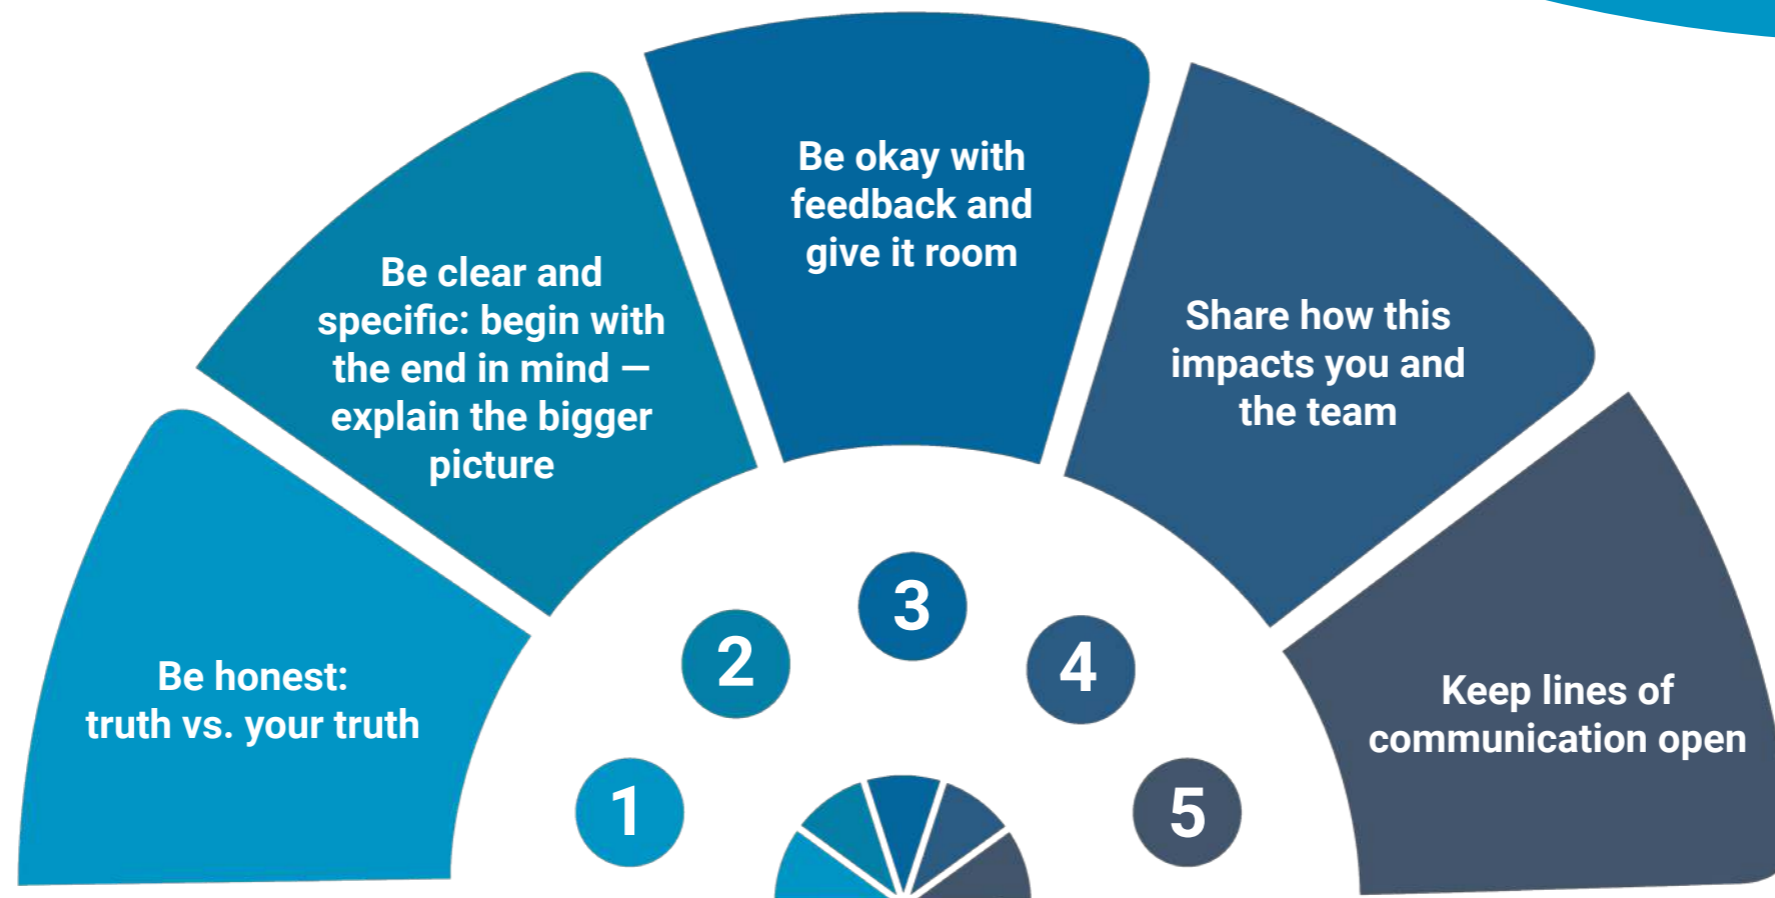 Be honest:
truth vs. your truth
Be clear and
specific: begin with
the end in mind —
explain the bigger
picture
Be okay with
feedback and
give it room
Share how this
impacts you and
the team
Keep lines of
communication open
1
2
3
4
5